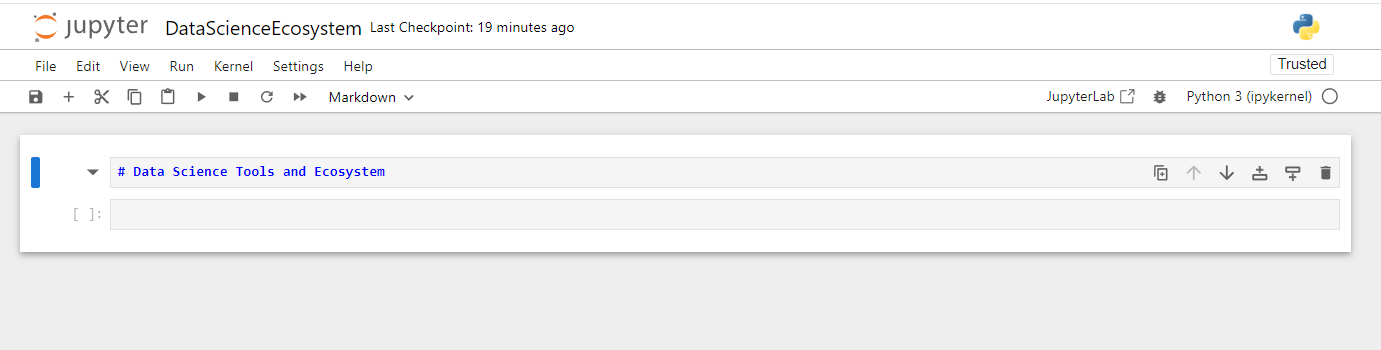 jupyter DataScienceEcosystem Last Checkpoint: 19 minutes ago
File Edit View Run Kernel Settings Help Trusted
Markdown JupyterLab Python 3 (ipykernel)
# Data Science Tools and Ecosystem
[ ]: